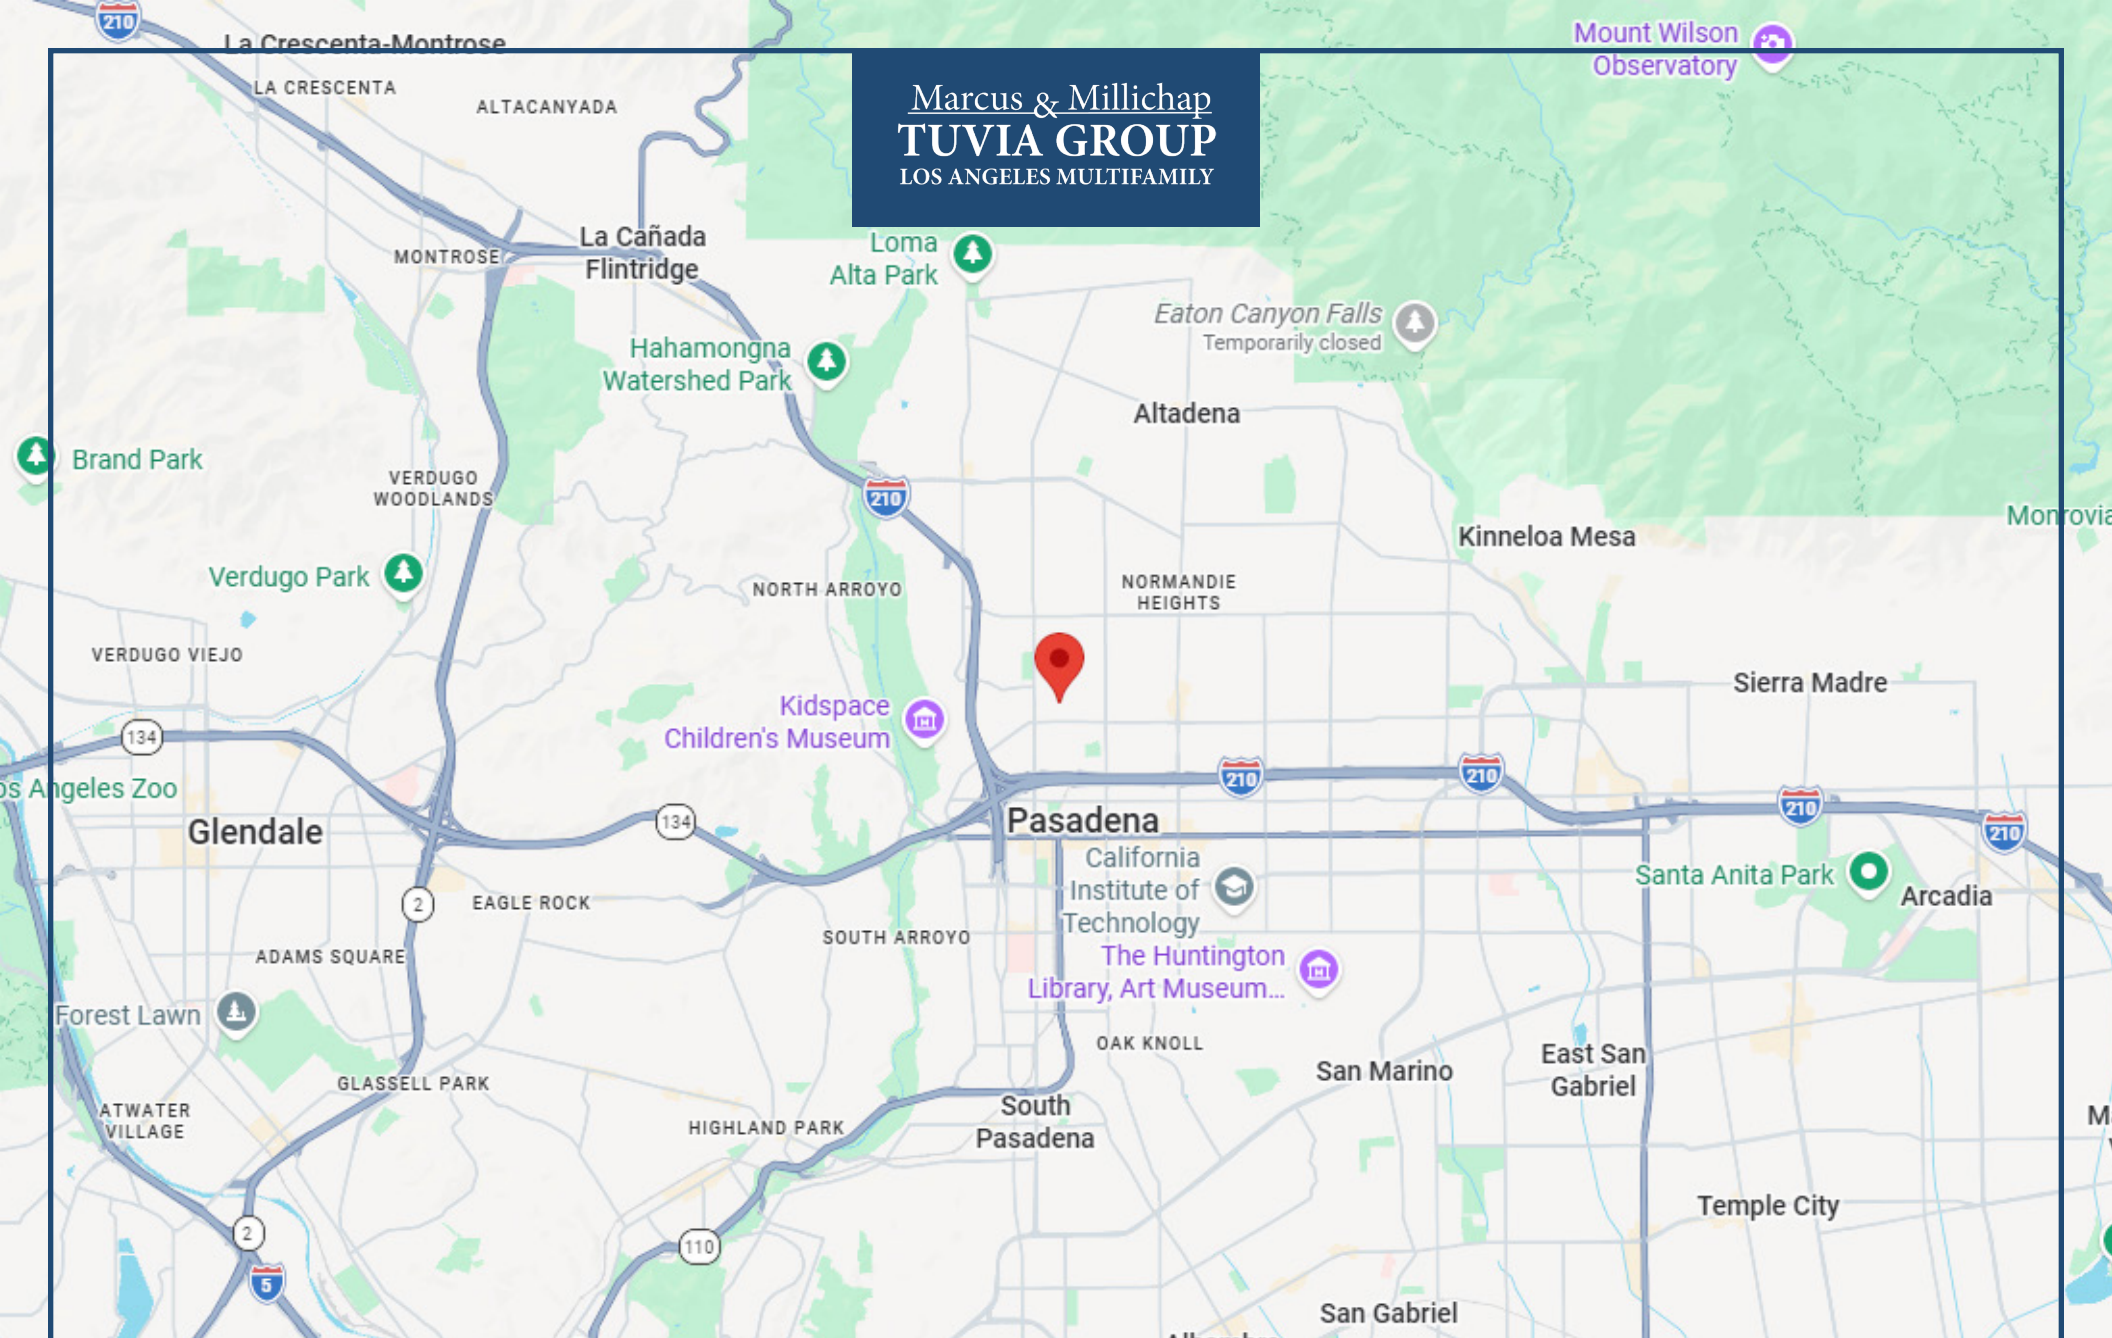 210
La Crescenta-Montrose
LA CRESCENTA
ALTACANYADA
Mount Wilson
Observatory
Marcus & Millichap
TUVIA GROUP
LOS ANGELES MULTIFAMILY
MONTROSE
La Cañada
Flintridge
Loma
Alta Park
Eaton Canyon Falls
Temporarily closed
Hahamongna
Watershed Park
Altadena
Brand Park
VERDUGO
WOODLANDS
210
Monrovia
Kinneloa Mesa
Verdugo Park
NORTH ARROYO
NORMANDIE
HEIGHTS
VERDUGO VIEJO
Sierra Madre
Kidspace
Children's Museum
134
210
210
os Angeles Zoo
210
Glendale
134
Pasadena
210
California
Institute of
Technology
Santa Anita Park
Arcadia
2
EAGLE ROCK
SOUTH ARROYO
ADAMS SQUARE
The Huntington
Library, Art Museum...
Forest Lawn
OAK KNOLL
San Marino
East San
Gabriel
GLASSELL PARK
ATWATER
VILLAGE
HIGHLAND PARK
South
Pasadena
Temple City
2
110
5
San Gabriel